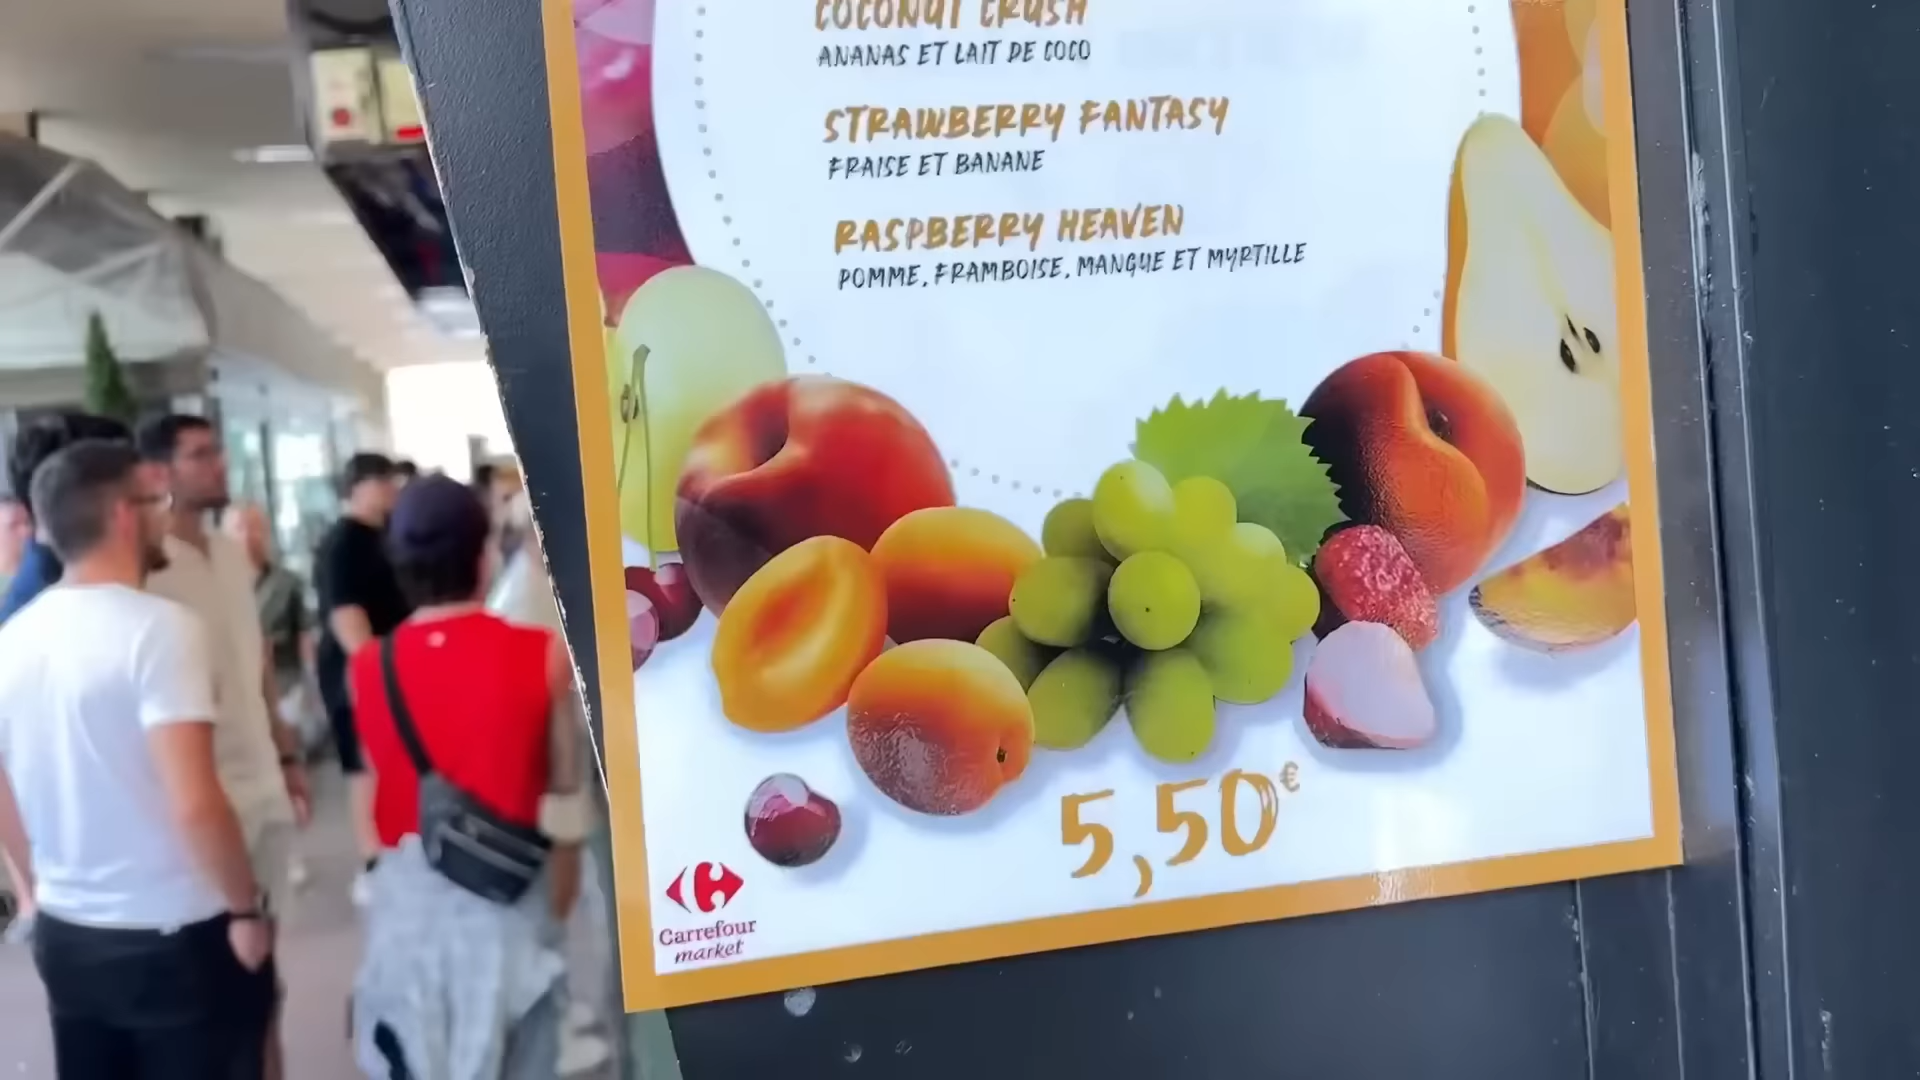 COCONUT CRUSH
ANANAS ET LAIT DE COCO
STRAWBERRY FANTASY
FRAISE ET BANANE
RASPBERRY HEAVEN
POMME, FRAMBOISE, MANGUE ET MYRTILLE
5,50€
Carrefour
market